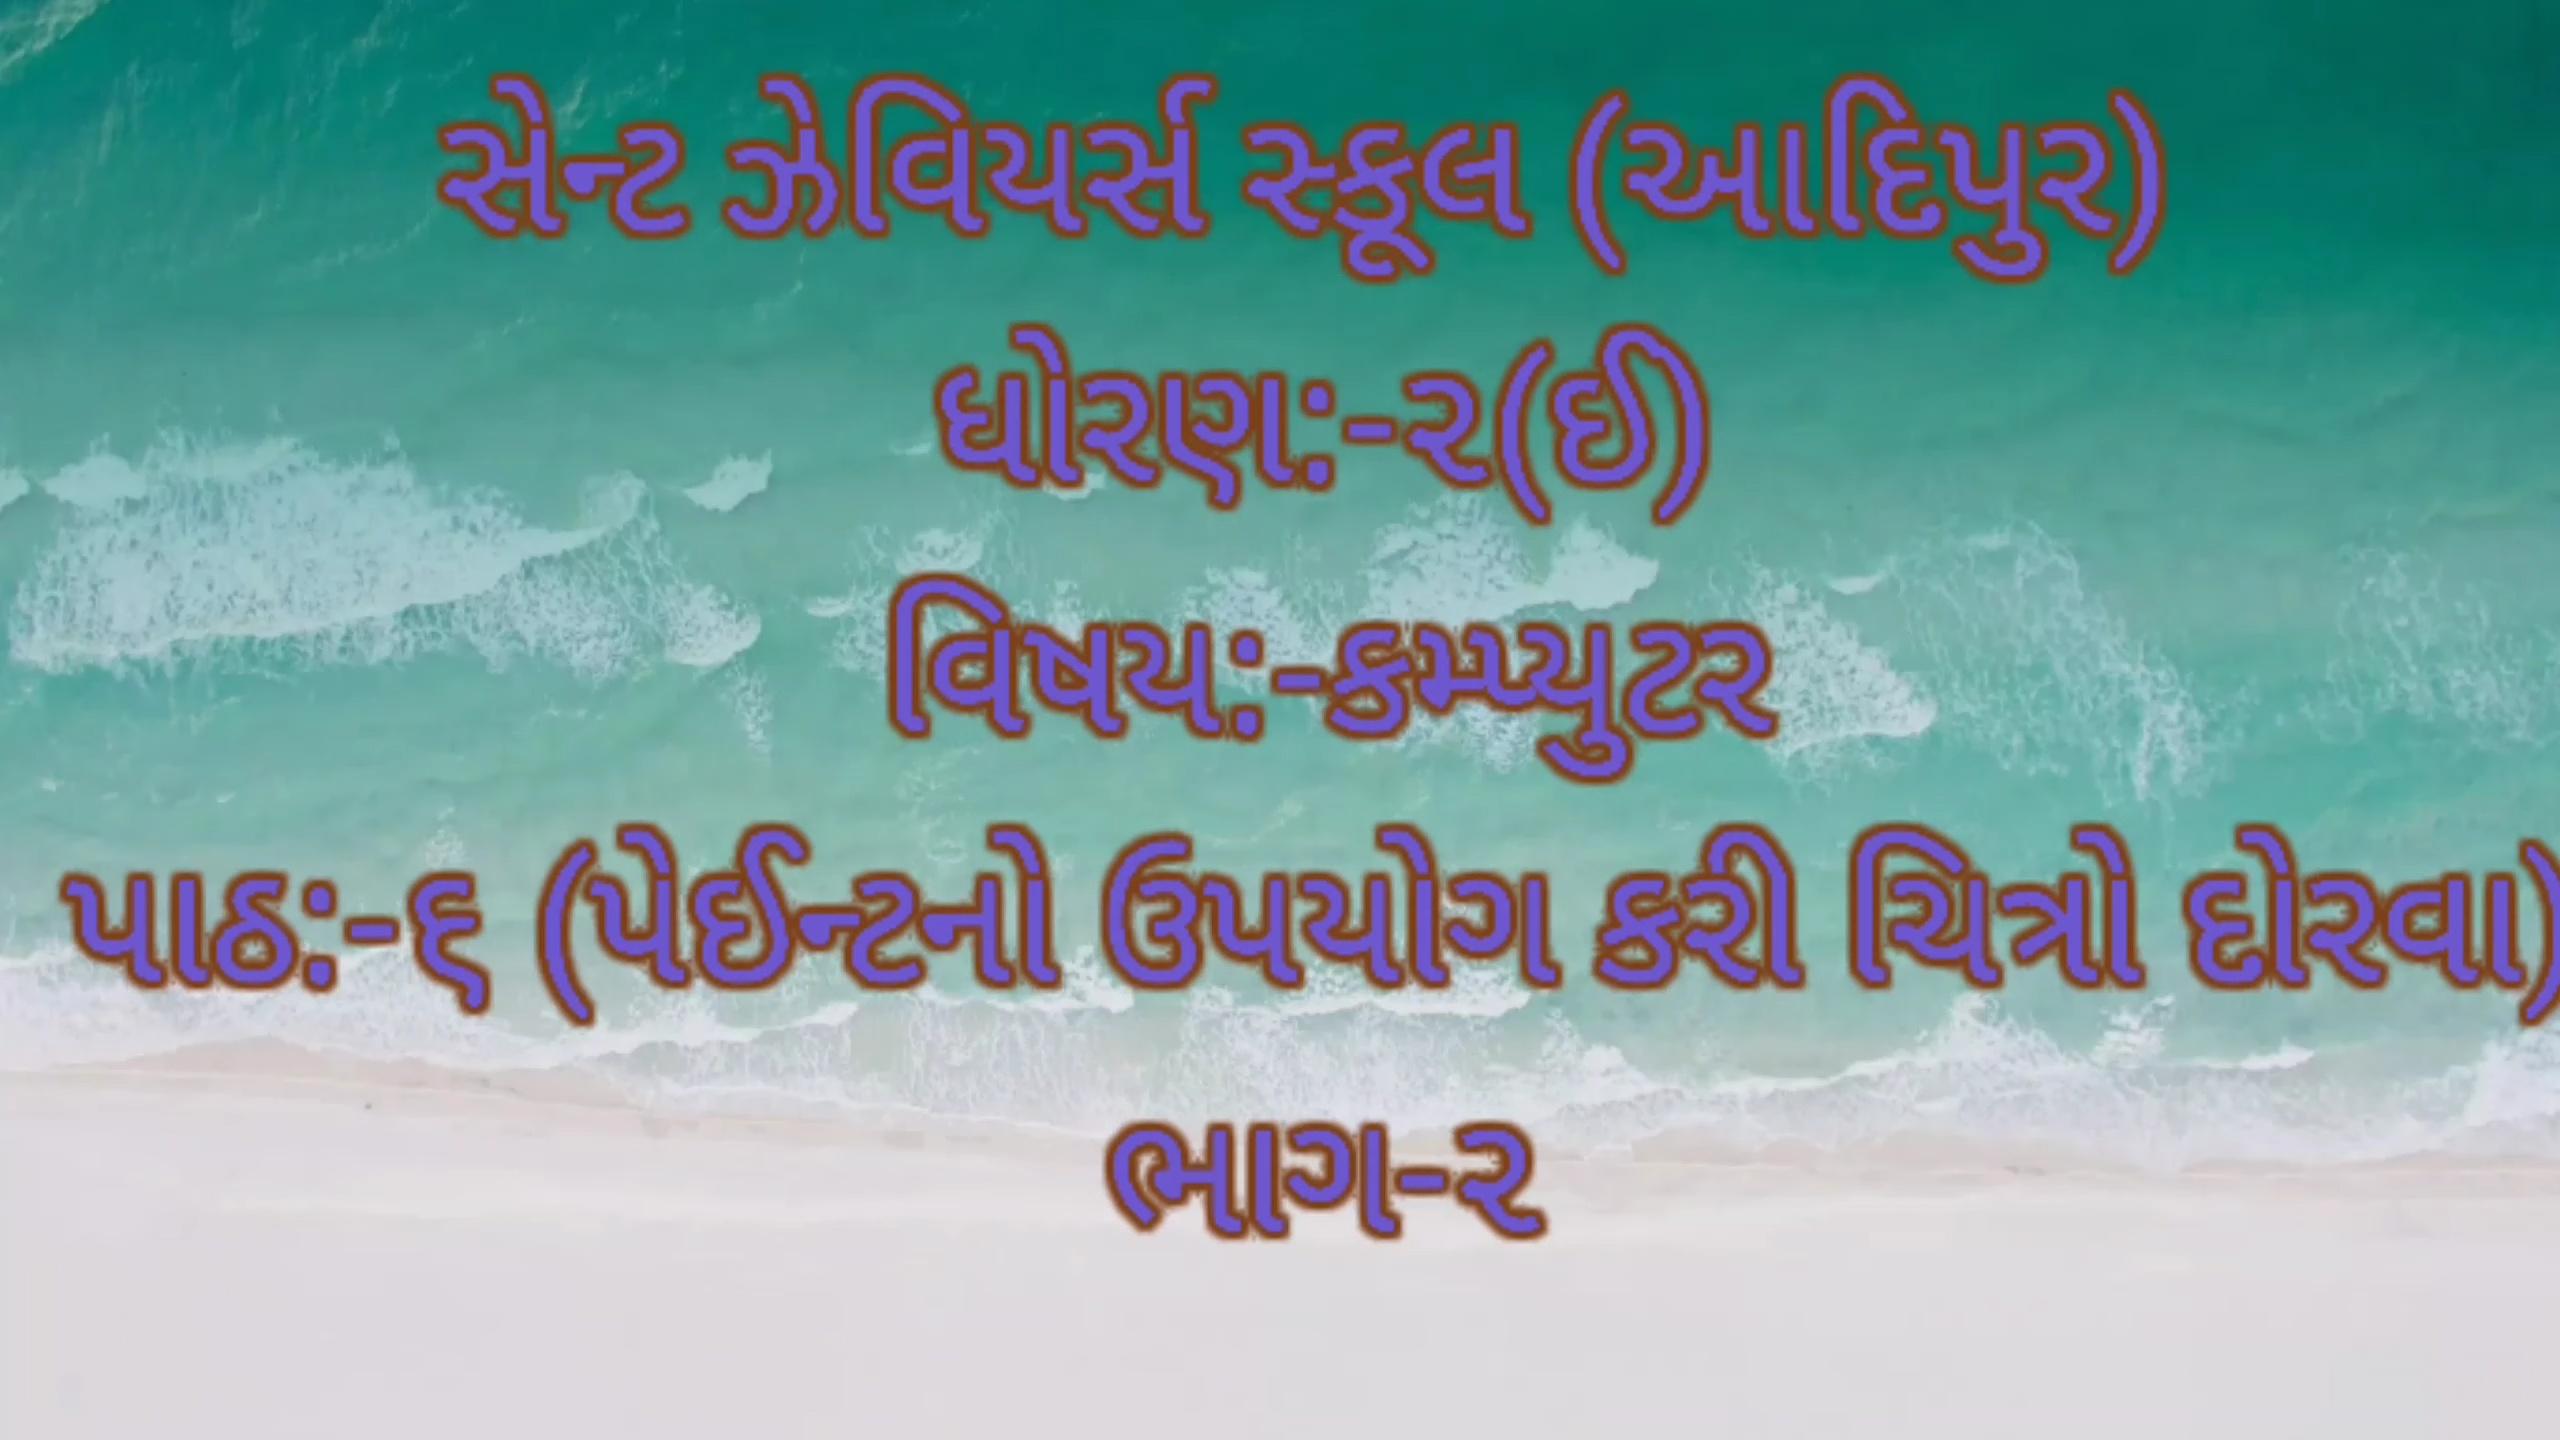 સેન્ટ ઝેવિયર્સ સ્કૂલ (આદિપુર)
ધોરણ:-૨(ઈ)
વિષય:-કમ્પ્યુટર
પાઠ:-૬ (પેઈન્ટનો ઉપયોગ કરી ચિત્રો દોરવા)
ભાગ-૨